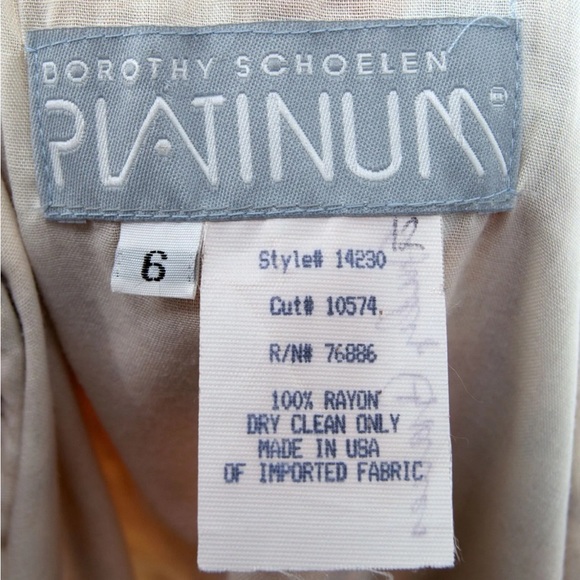 DOROTHY SCHOELEN
PLATINUM®
6
Style# 14230
Cut# 10574
R/N# 76886
100% RAYON
DRY CLEAN ONLY
MADE IN USA
OF IMPORTED FABRIC